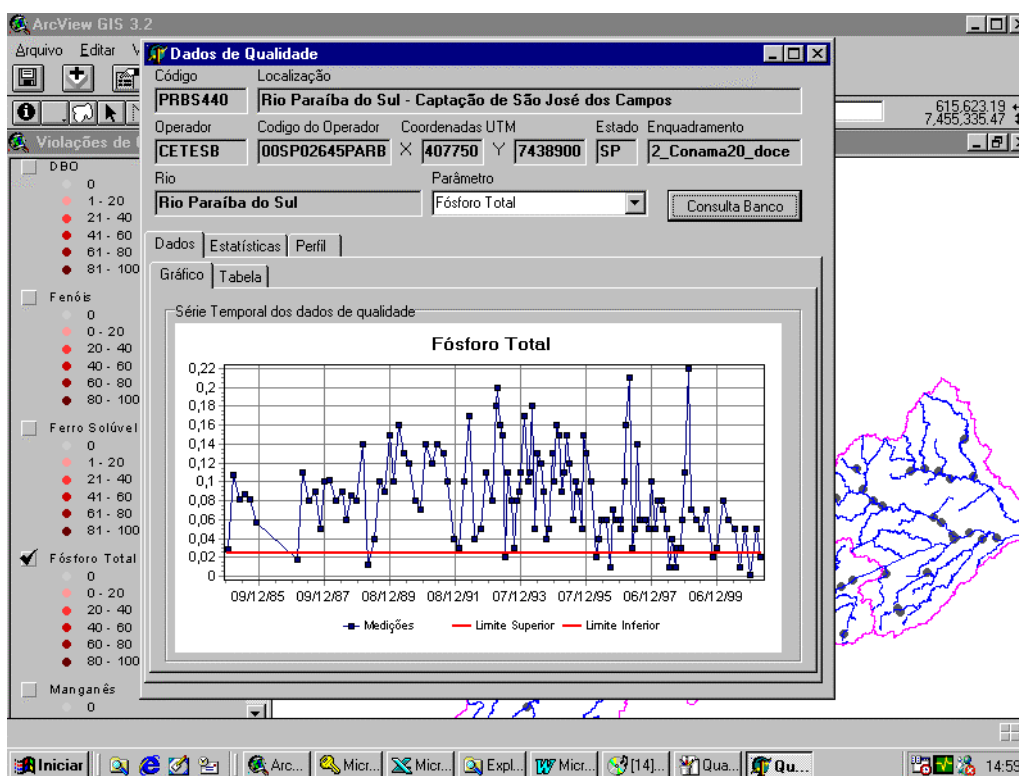 ArcView GIS 3.2
Arquivo Editar V
615,623.19
7,455,335.47
Violações de
DBO
0
1 - 20
21 - 40
41 - 60
61 - 80
81 - 100
Fenóis
0
0 - 20
20 - 40
40 - 60
60 - 80
80 - 100
Ferro Solúvel
0
1 - 20
21 - 40
41 - 60
61 - 80
81 - 100
Fósforo Total
0
0 - 20
20 - 40
40 - 60
60 - 80
80 - 100
Manganês
0
Dados de Qualidade
Código Localização
PRBS440 Rio Paraíba do Sul - Captação de São José dos Campos
Operador Codigo do Operador Coordenadas UTM Estado Enquadramento
CETESB 00SP02645PARB X 407750 Y 7438900 SP 2_Conama20_doce
Rio Parâmetro
Rio Paraíba do Sul Fósforo Total Consulta Banco
Dados Estatísticas Perfil
Gráfico Tabela
Série Temporal dos dados de qualidade
Fósforo Total
0,22
0,2
0,18
0,16
0,14
0,12
0,1
0,08
0,06
0,04
0,02
0
09/12/85 09/12/87 08/12/89 08/12/91 07/12/93 07/12/95 06/12/97 06/12/99
Medições Limite Superior Limite Inferior
Iniciar Arc... Micr... Micr... Expl... Micr... [14]... Qua... Qu... 14:59